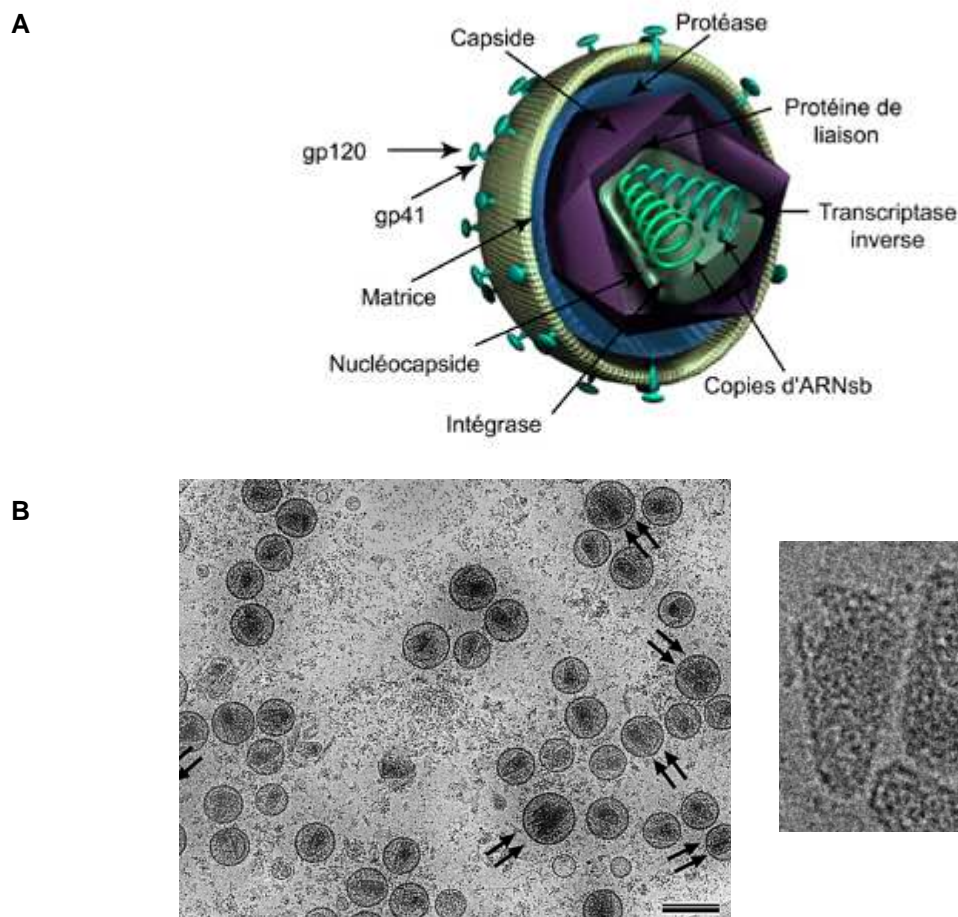 A
Protéase
Capside
Protéine de
liaison
gp120
gp41
Transcriptase
inverse
Matrice
Nucléocapside
Copies d'ARNsb
Intégrase
B